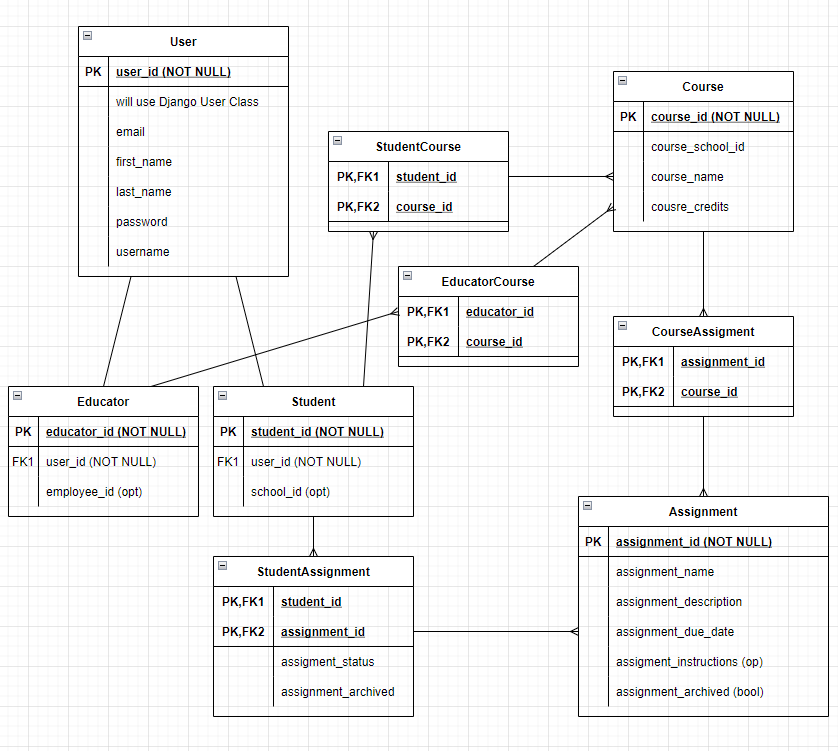 User
PK user_id (NOT NULL)
will use Django User Class
email
first_name
last_name
password
username
Course
PK course_id (NOT NULL)
course_school_id
course_name
cousre_credits
StudentCourse
PK,FK1 student_id
PK,FK2 course_id
EducatorCourse
PK,FK1 educator_id
PK,FK2 course_id
CourseAssigment
PK,FK1 assignment_id
PK,FK2 course_id
Educator
PK educator_id (NOT NULL)
FK1 user_id (NOT NULL)
employee_id (opt)
Student
PK student_id (NOT NULL)
FK1 user_id (NOT NULL)
school_id (opt)
StudentAssignment
PK,FK1 student_id
PK,FK2 assignment_id
assigment_status
assignment_archived
Assignment
PK assignment_id (NOT NULL)
assignment_name
assignment_description
assignment_due_date
assigment_instructions (op)
assignment_archived (bool)